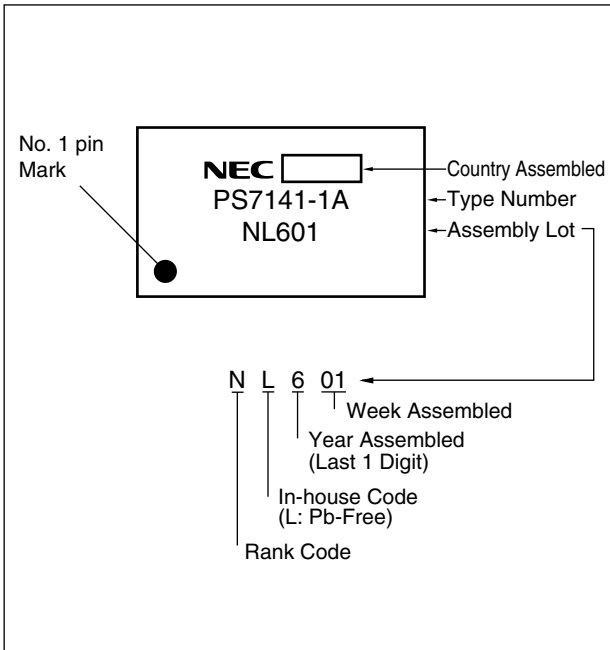 No. 1 pin
Mark
NEC
Country Assembled
PS7141-1A
Type Number
NL601
Assembly Lot
N L 6 01
Week Assembled
Year Assembled
(Last 1 Digit)
In-house Code
(L: Pb-Free)
Rank Code